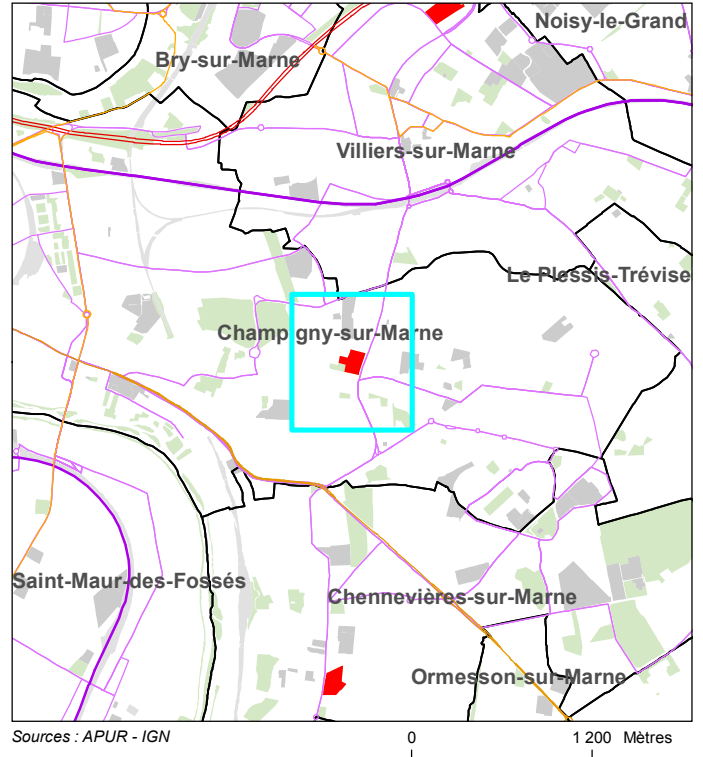 Noisy-le-Grand
Bry-sur-Marne
Villiers-sur-Marne
Le Plessis-Trévise
Champigny-sur-Marne
Saint-Maur-des-Fossés
Chennevières-sur-Marne
Ormesson-sur-Marne
Sources : APUR - IGN
0 1 200 Mètres